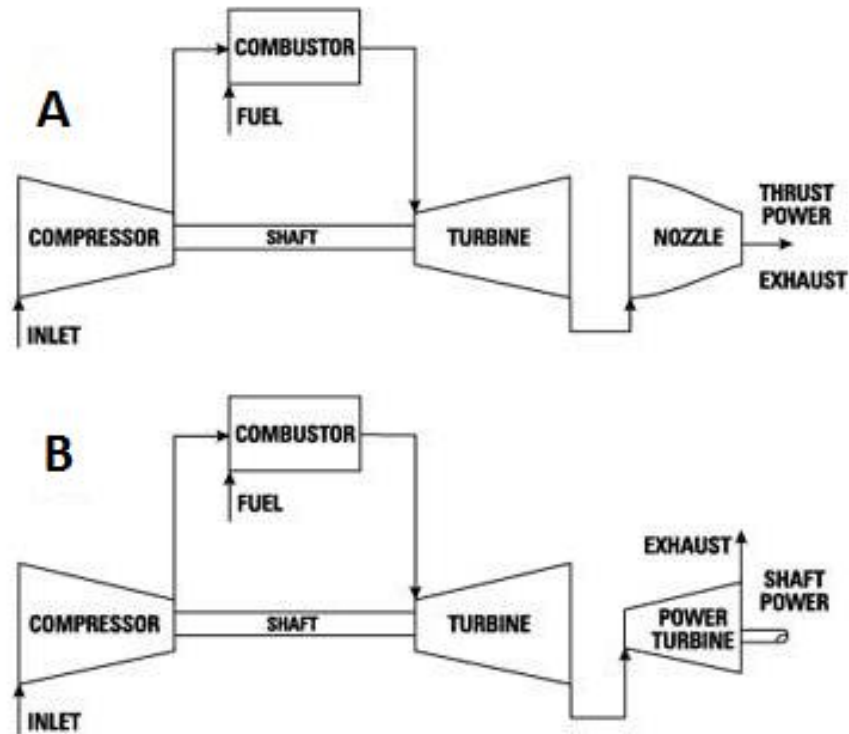 A
COMBUSTOR
FUEL
COMPRESSOR
SHAFT
TURBINE
NOZZLE
THRUST
POWER
EXHAUST
INLET
B
COMBUSTOR
FUEL
COMPRESSOR
SHAFT
TURBINE
EXHAUST
SHAFT
POWER
POWER
TURBINE
INLET